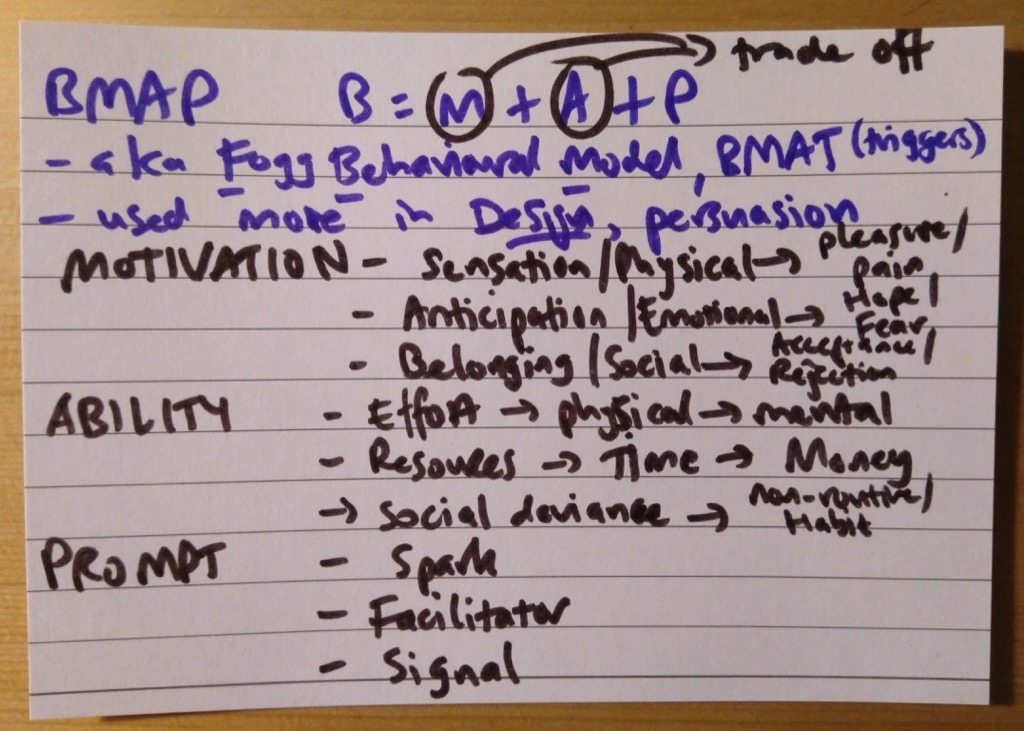 BMAP B = M + A + P → trade off
- aka Fogg Behavioural Model, BMAT (triggers)
- used more in Design, persuasion
MOTIVATION - Sensation/Physical → pleasure/
pain
- Anticipation/Emotional → Hope/
Fear
- Belonging/Social → Acceptance/
Rejection
ABILITY - Effort → physical → mental
- Resources → Time → Money
→ social deviance → non-routine/
Habit
PROMPT - Spark
- Facilitator
- Signal